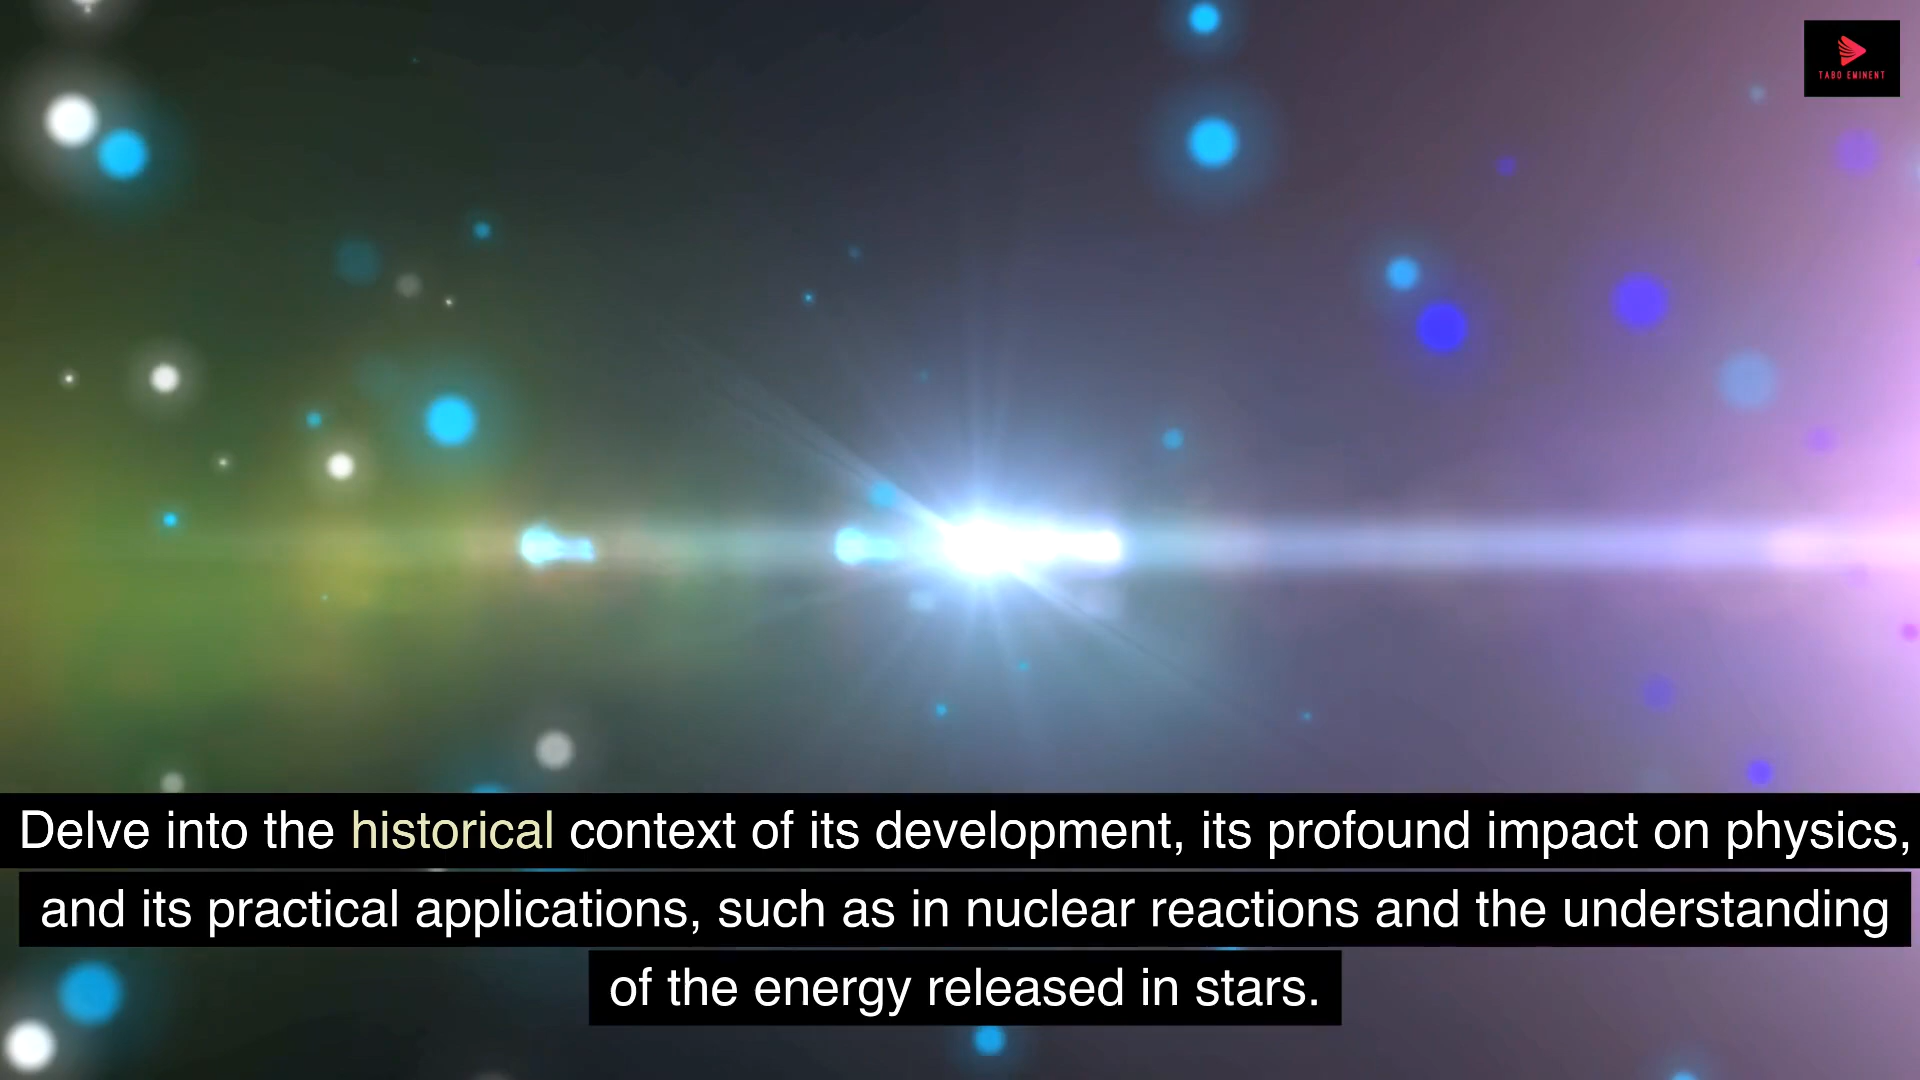 TABO EMINENT
Delve into the historical context of its development, its profound impact on physics,
and its practical applications, such as in nuclear reactions and the understanding
of the energy released in stars.